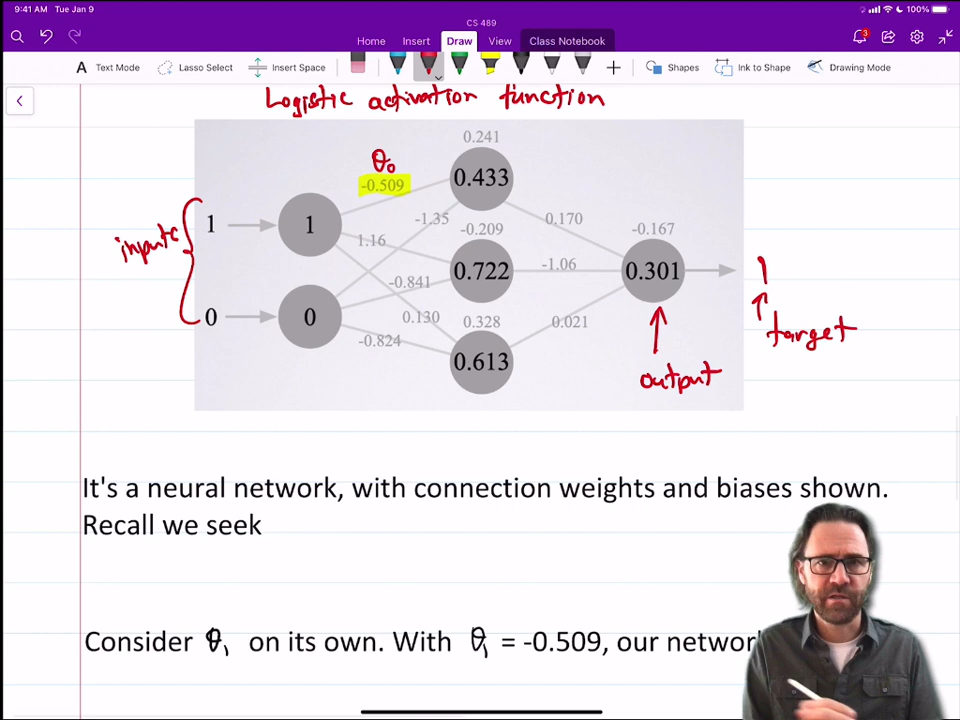 9:41 AM Tue Jan 9
100%
CS 489
Home Insert Draw View Class Notebook
3
Text Mode Lasso Select Insert Space Shapes Ink to Shape Drawing Mode
Logistic activation function
0.241
θ₀
-0.509
0.433
-1.35
0.170
1 1
1.16
-0.209
-0.167
inputs
0.722
-1.06
0.301
1
-0.841
0 0
0.130
0.328
0.021
target
-0.824
0.613
output
It's a neural network, with connection weights and biases shown.
Recall we seek
Consider θ₁ on its own. With θ₁ = -0.509, our networ